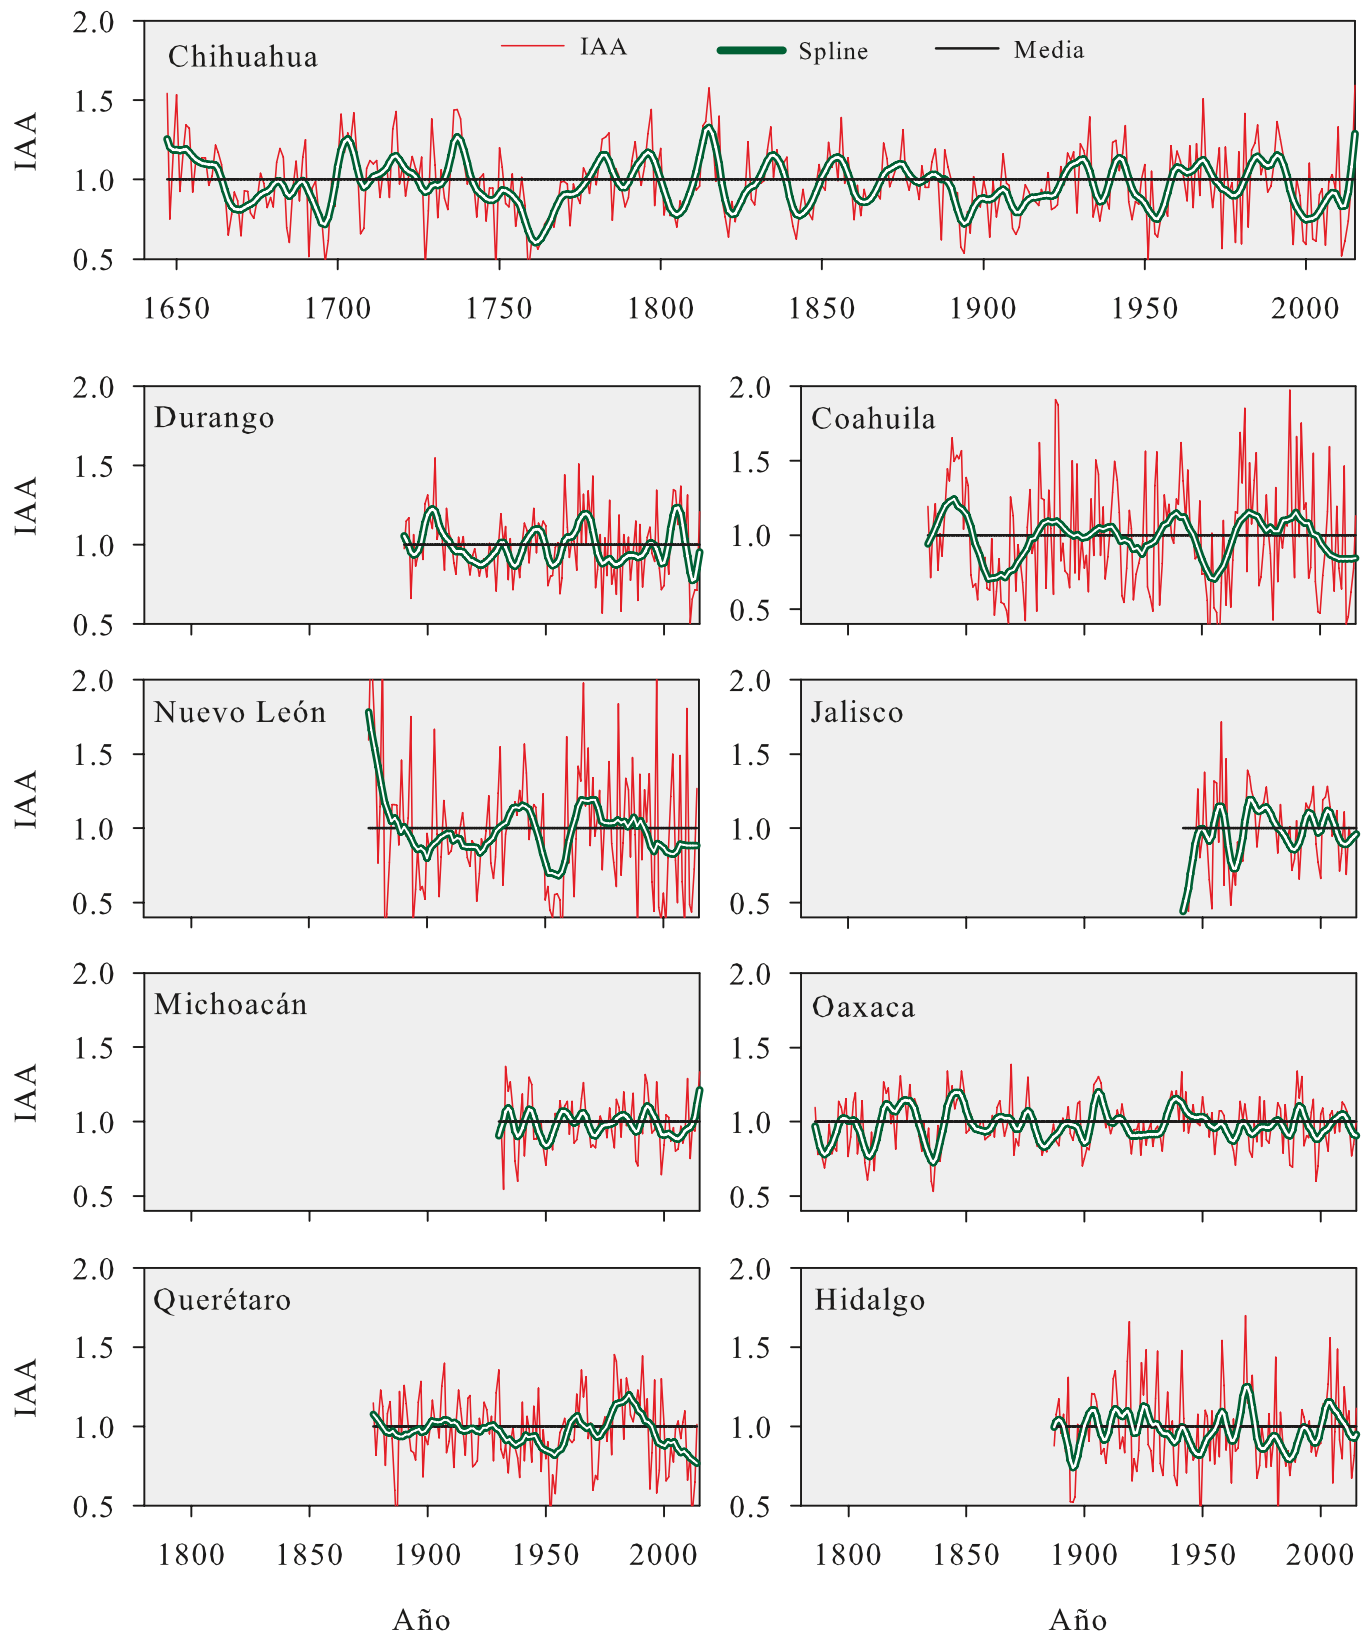 2.0
Chihuahua
IAA
Spline
Media
1.5
IAA
1.0
0.5
1650 1700 1750 1800 1850 1900 1950 2000
2.0 2.0
Durango Coahuila
1.5 1.5
IAA
1.0 1.0
0.5 0.5
2.0 2.0
Nuevo León Jalisco
1.5 1.5
IAA
1.0 1.0
0.5 0.5
2.0 2.0
Michoacán Oaxaca
1.5 1.5
IAA
1.0 1.0
0.5 0.5
2.0 2.0
Querétaro Hidalgo
1.5 1.5
IAA
1.0 1.0
0.5 0.5
1800 1850 1900 1950 2000 1800 1850 1900 1950 2000
Año Año